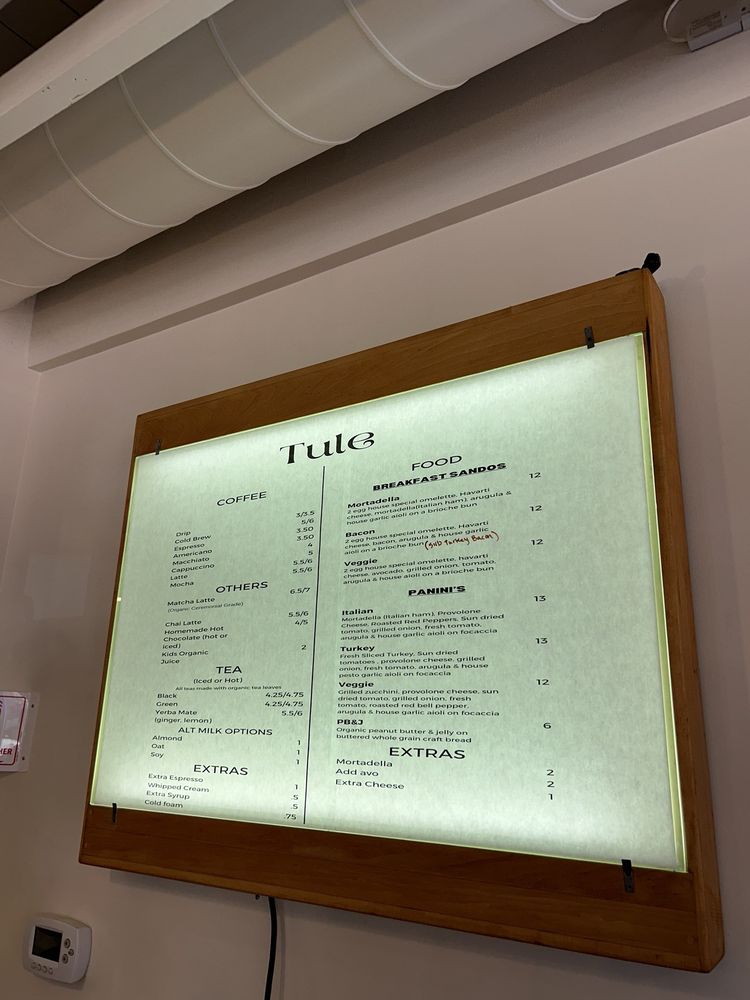 Tule
COFFEE
Drip 3/3.5
Cold Brew 5/6
Espresso 3.50
Americano 3.50
Macchiato 4
Cappuccino 5
Latte 5.5/6
Mocha 5.5/6
OTHERS
Matcha Latte 6.5/7
(Organic Ceremonial Grade)
Chai Latte 5.5/6
Homemade Hot 4/5
Chocolate (hot or
Iced)
Kids Organic 2
Juice
TEA
(Iced or Hot)
All teas made with organic tea leaves
Black 4.25/4.75
Green 4.25/4.75
Yerba Mate 5.5/6
(ginger, lemon)
ALT MILK OPTIONS
Almond 1
Oat 1
Soy 1
EXTRAS
Extra Espresso 1
Whipped Cream .5
Extra Syrup .5
Cold foam .75
FOOD
BREAKFAST SANDOS
Mortadella 12
2 egg house special omelette, Havarti
cheese, mortadella(Italian ham), arugula &
house garlic aioli on a brioche bun
Bacon 12
2 egg house special omelette, Havarti
cheese, bacon, arugula & house garlic
aioli on a brioche bun (sub Turkey Bacon)
Veggie 12
2 egg house special omelette, havarti
cheese, avocado, grilled onion, tomato,
arugula & house aioli on a brioche bun
PANINI'S
Italian 13
Mortadella (Italian ham), Provolone
Cheese, Roasted Red Peppers, Sun dried
tomato, grilled onion, fresh tomato,
arugula & house garlic aioli on focaccia
Turkey 13
Fresh Sliced Turkey, Sun dried
tomatoes , provolone cheese, grilled
onion, fresh tomato, arugula & house
pesto garlic aioli on focaccia
Veggie 12
Grilled zucchini, provolone cheese, sun
dried tomato, grilled onion, fresh
tomato, roasted red bell pepper,
arugula & house garlic aioli on focaccia
PB&J 6
Organic peanut butter & jelly on
buttered whole grain craft bread
EXTRAS
Mortadella 2
Add avo 2
Extra Cheese 1
HER